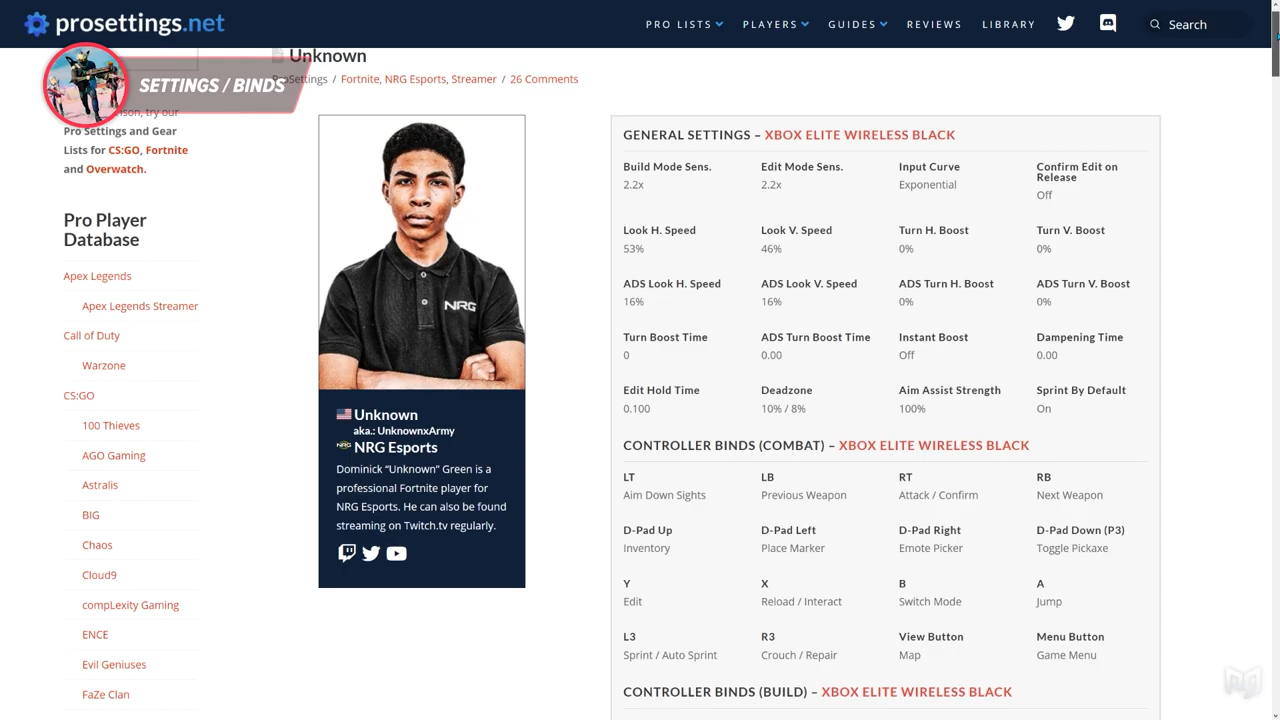 prosettings.net
PRO LISTS PLAYERS GUIDES REVIEWS LIBRARY Search
Unknown
SETTINGS / BINDS
/ Fortnite, NRG Esports, Streamer / 26 Comments
try our
Pro Settings and Gear
Lists for CS:GO, Fortnite
and Overwatch.
Pro Player
Database
Apex Legends
Apex Legends Streamer
Call of Duty
Warzone
CS:GO
100 Thieves
AGO Gaming
Astralis
BIG
Chaos
Cloud9
compLexity Gaming
ENCE
Evil Geniuses
FaZe Clan
NRG
Unknown
aka.: UnknownxArmy
NRG Esports
Dominick “Unknown” Green is a
professional Fortnite player for
NRG Esports. He can also be found
streaming on Twitch.tv regularly.
GENERAL SETTINGS – XBOX ELITE WIRELESS BLACK
Build Mode Sens. Edit Mode Sens. Input Curve Confirm Edit on
Release
2.2x 2.2x Exponential Off
Look H. Speed Look V. Speed Turn H. Boost Turn V. Boost
53% 46% 0% 0%
ADS Look H. Speed ADS Look V. Speed ADS Turn H. Boost ADS Turn V. Boost
16% 16% 0% 0%
Turn Boost Time ADS Turn Boost Time Instant Boost Dampening Time
0 0.00 Off 0.00
Edit Hold Time Deadzone Aim Assist Strength Sprint By Default
0.100 10% / 8% 100% On
CONTROLLER BINDS (COMBAT) – XBOX ELITE WIRELESS BLACK
LT LB RT RB
Aim Down Sights Previous Weapon Attack / Confirm Next Weapon
D-Pad Up D-Pad Left D-Pad Right D-Pad Down (P3)
Inventory Place Marker Emote Picker Toggle Pickaxe
Y X B A
Edit Reload / Interact Switch Mode Jump
L3 R3 View Button Menu Button
Sprint / Auto Sprint Crouch / Repair Map Game Menu
CONTROLLER BINDS (BUILD) – XBOX ELITE WIRELESS BLACK